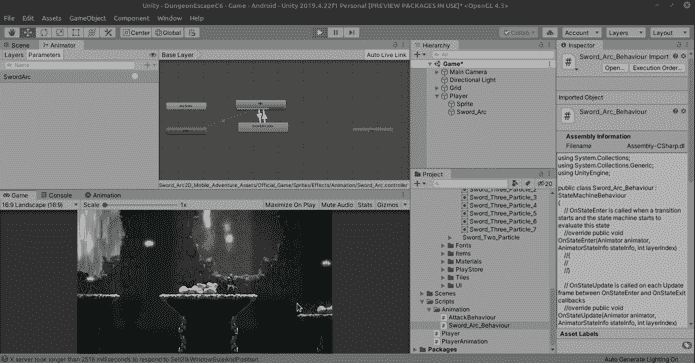 Unity - DungeonEscapeC6 - Game - Android - Unity 2019.4.22f1 Personal [PREVIEW PACKAGES IN USE]* <OpenGL 4.5>
File Edit Assets GameObject Component Window Help
Center Global Collab Account Layers Layout
Scene Animator
Layers Parameters Base Layer Auto Live Link
Name
SwordArc
Sword_Arc2D_Mobile_Adventure_Assets/Official_Game/Sprites/Effects/Animation/Sword_Arc.controller
Game Console Animation
16:9 Landscape (16:9) Scale 1x Maximize On Play Mute Audio Stats Gizmos
Hierarchy
All
Game*
Main Camera
Directional Light
Grid
Player
Sprite
Sword_Arc
Project
20
Sword_Three_Particle_3
Sword_Three_Particle_4
Sword_Three_Particle_5
Sword_Three_Particle_6
Sword_Three_Particle_7
Sword_Two_Particle
Fonts
Items
Materials
PlayStore
Tiles
UI
Scenes
Scripts
Animation
AttackBehaviour
Sword_Arc_Behaviour
Player
PlayerAnimation
Packages
Inspector
Sword_Arc_Behaviour Import
Open... Execution Order...
Imported Object
Sword_Arc_Behaviour
Assembly Information
Filename Assembly-CSharp.dl
using System.Collections;
using System.Collections.Generic;
using UnityEngine;
public class Sword_Arc_Behaviour :
StateMachineBehaviour
{
// OnStateEnter is called when a transition
starts and the state machine starts to
evaluate this state
//override public void
OnStateEnter(Animator animator,
AnimatorStateInfo stateInfo, int layerIndex)
//{
//
//}
// OnStateUpdate is called on each Update
frame between OnStateEnter and OnStateExit
callbacks
//override public void
OnStateUpdate(Animator animator,
AnimatorStateInfo stateInfo, int layerIndex)
Asset Labels
Auto Generate Lighting On